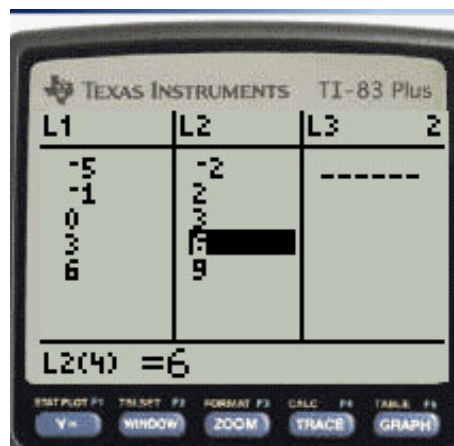 TEXAS INSTRUMENTS TI-83 Plus
L1 L2 L3 2
-5 -2 ------
-1 2
0 3
3 6
6 9
L2(4) =6
STAT PLOT F1 TBLSET F2 FORMAT F3 CALC F4 TABLE F5
Y= WINDOW ZOOM TRACE GRAPH